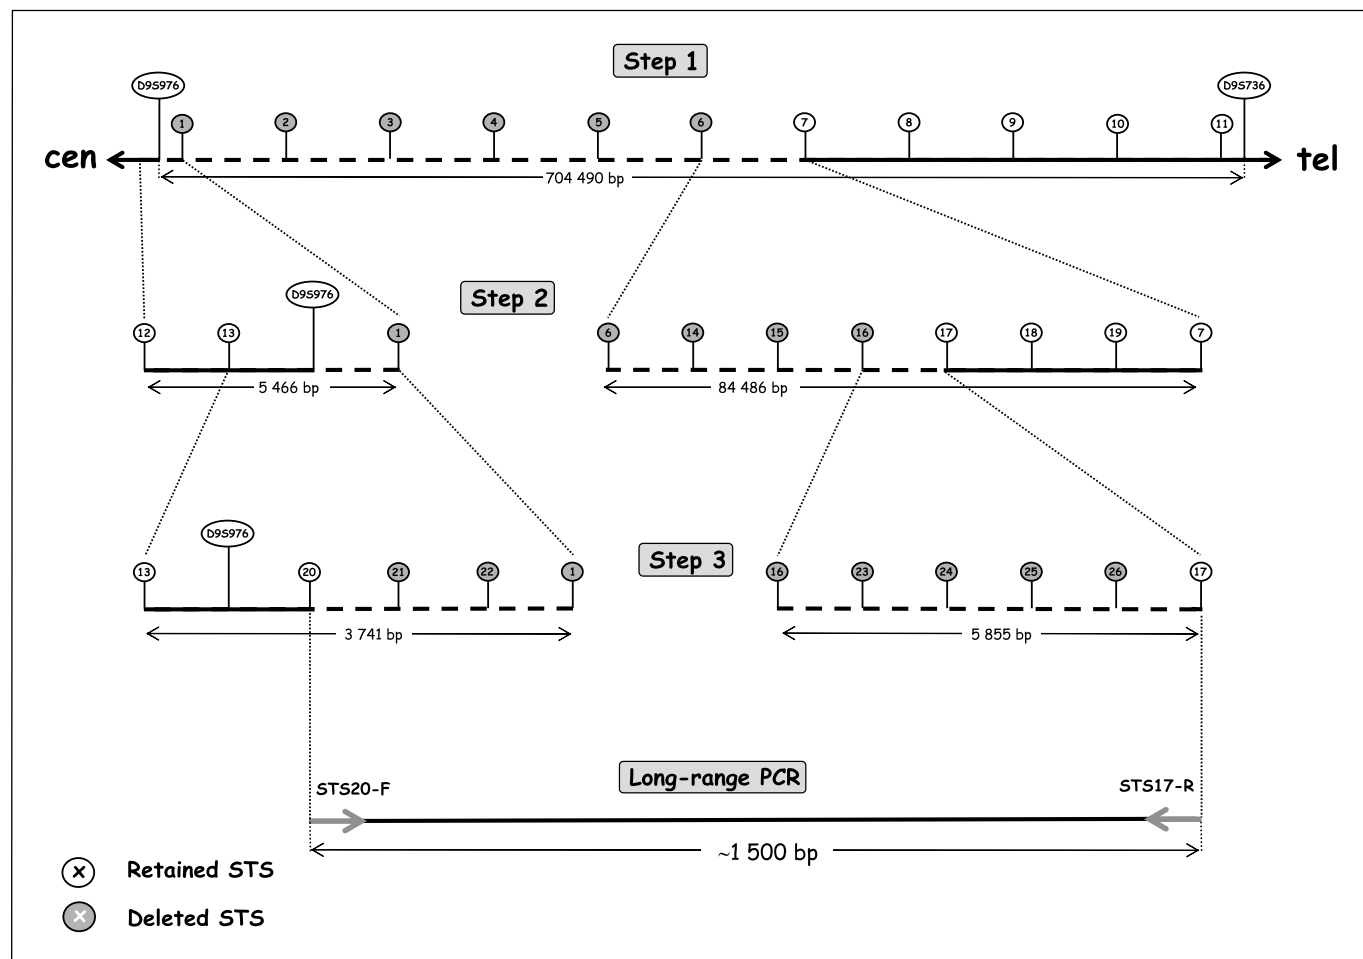 Step 1
D9S976 D9S736
1 2 3 4 5 6 7 8 9 10 11
cen tel
704 490 bp
Step 2
D9S976
12 13 1 6 14 15 16 17 18 19 7
5 466 bp 84 486 bp
Step 3
D9S976
13 20 21 22 1 16 23 24 25 26 17
3 741 bp 5 855 bp
Long-range PCR
STS20-F STS17-R
~1 500 bp
x Retained STS
x Deleted STS